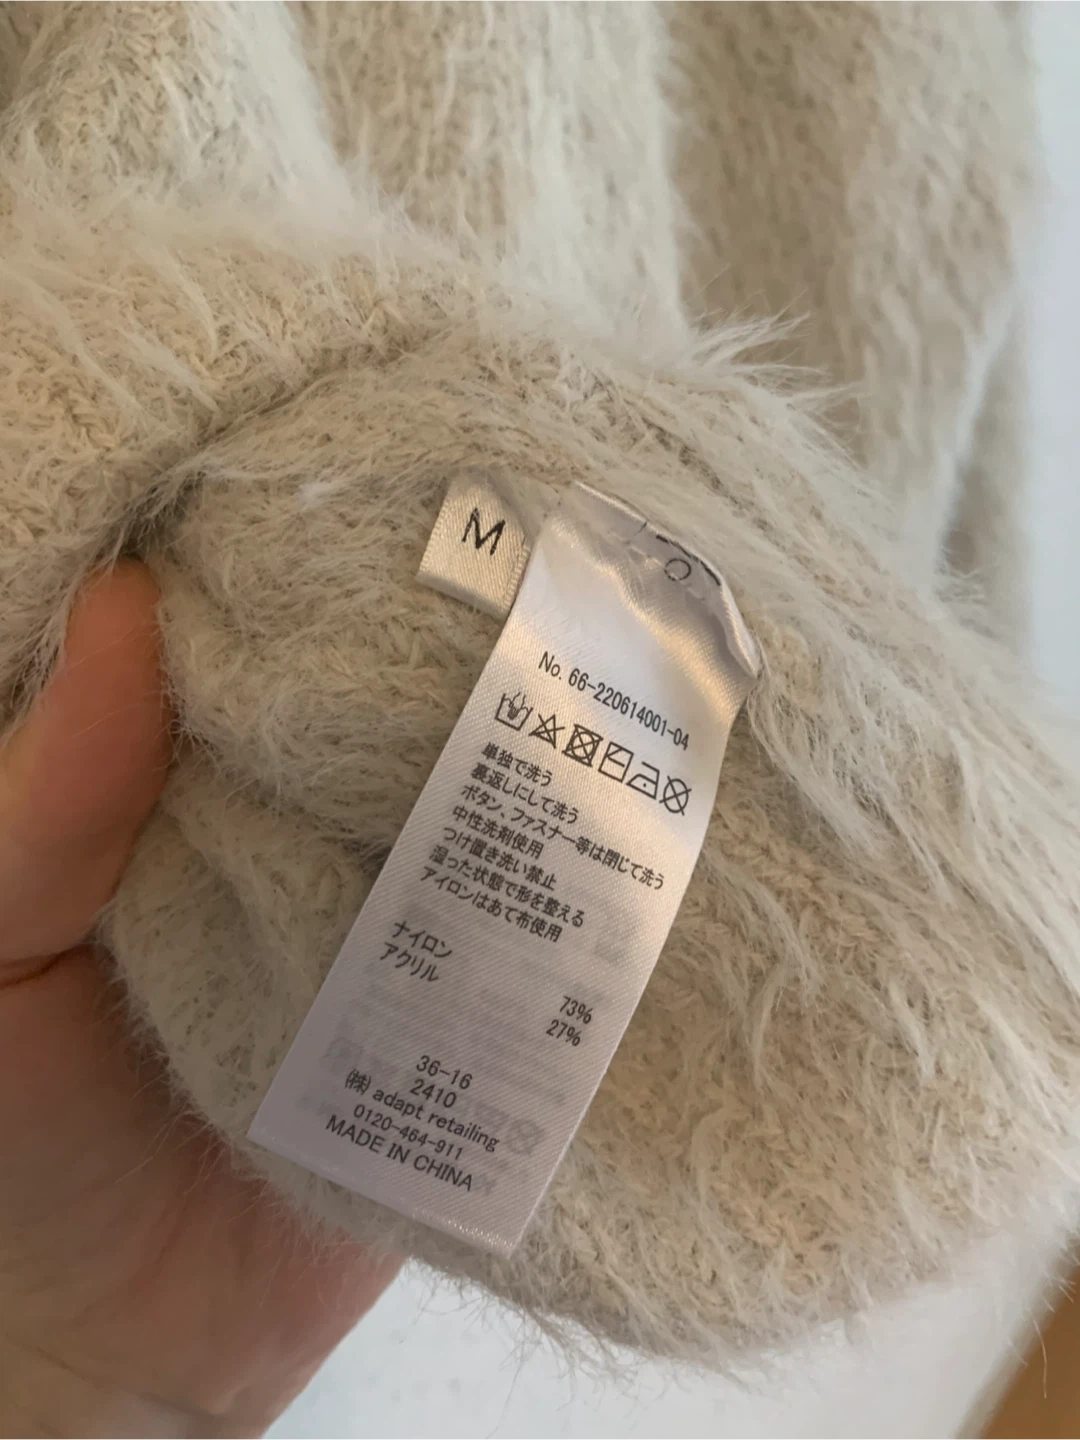 M
No. 66-220614001-04
単独で洗う
裏返しにして洗う
ボタン、ファスナー等は閉じて洗う
中性洗剤使用
つけ置き洗い禁止
湿った状態で形を整える
アイロンはあて布使用
ナイロン 73%
アクリル 27%
36-16
2410
㈱ adapt retailing
0120-464-911
MADE IN CHINA